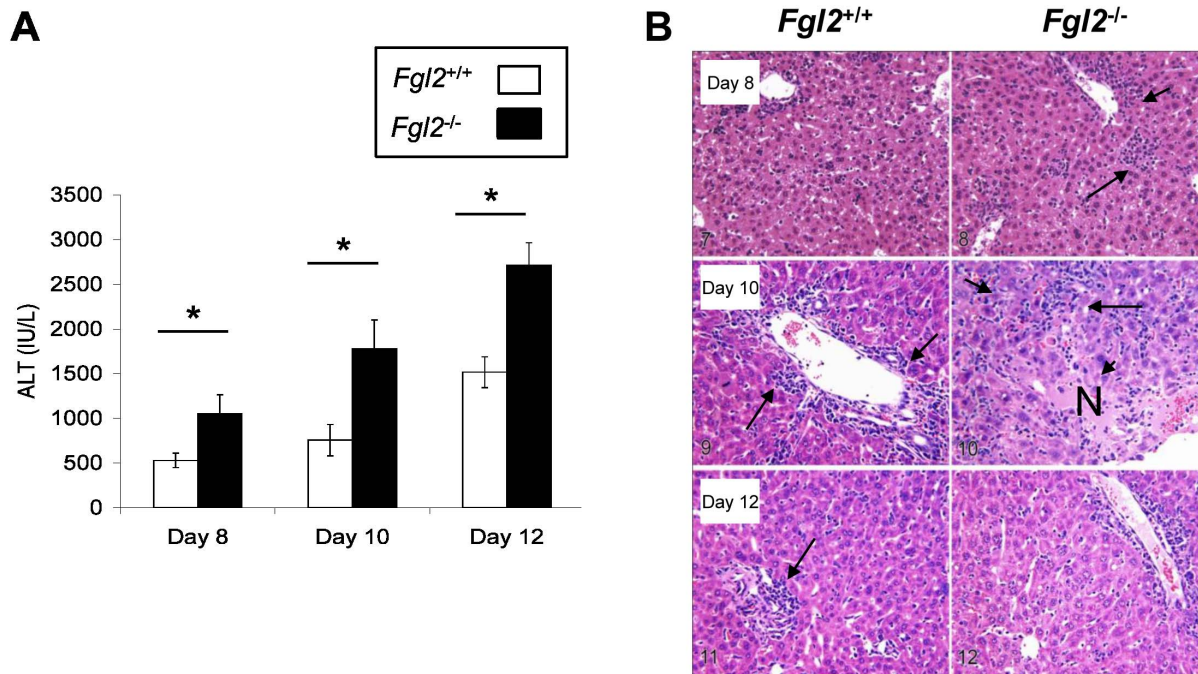 A
Fgl2+/+
Fgl2-/-
3500
3000
2500
2000
1500
1000
500
0
ALT (IU/L)
*
*
*
Day 8
Day 10
Day 12
B
Fgl2+/+
Fgl2-/-
Day 8
7
8
Day 10
N
9
10
Day 12
11
12